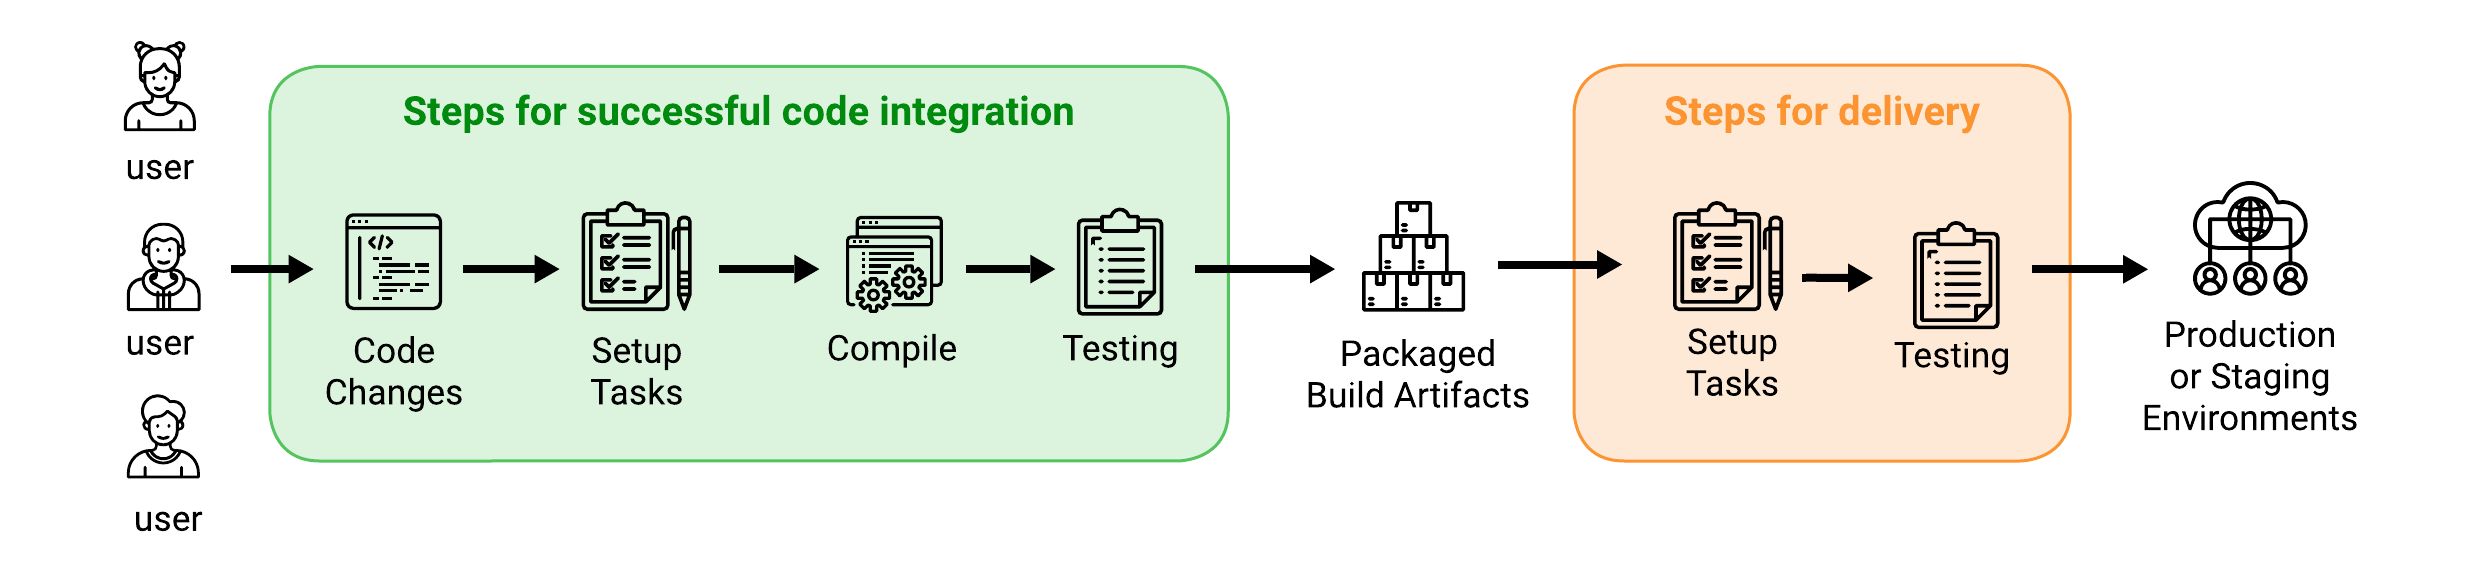 user
user
user
Steps for successful code integration
Code
Changes
Setup
Tasks
Compile
Testing
Packaged
Build Artifacts
Steps for delivery
Setup
Tasks
Testing
Production
or Staging
Environments